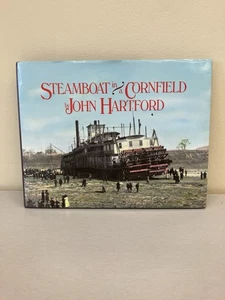 STEAMBOAT in a CORNFIELD
by JOHN HARTFORD